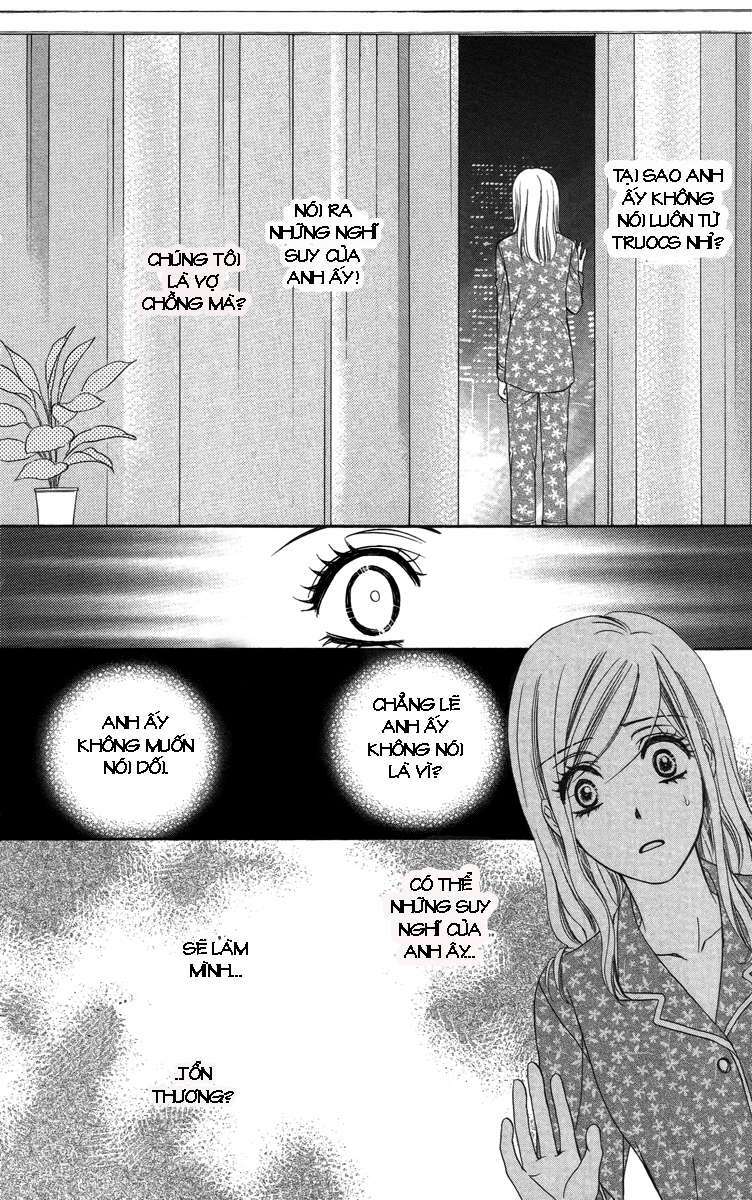 TẠI SAO ANH
ẤY KHÔNG
NÓI LUÔN TỪ
TRUOCS NHỈ?
NÓI RA
NHỮNG NGHĨ
SUY CỦA
ANH ẤY!
CHÚNG TÔI
LÀ VỢ
CHỒNG MÀ?
CHẲNG LẼ
ANH ẤY
KHÔNG NÓI
LÀ VÌ?
ANH ẤY
KHÔNG MUỐN
NÓI DỐI.
CÓ THỂ
NHỮNG SUY
NGHĨ CỦA
ANH ÂY...
SẼ LÀM
MÌNH...
..TỔN
THƯƠNG?